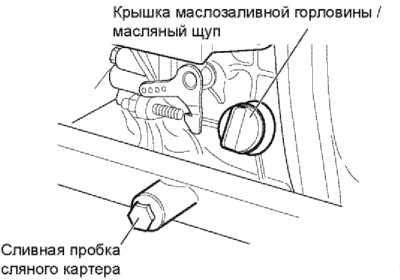 Крышка маслозаливной горловины /
масляный щуп
Сливная пробка
сляного картера